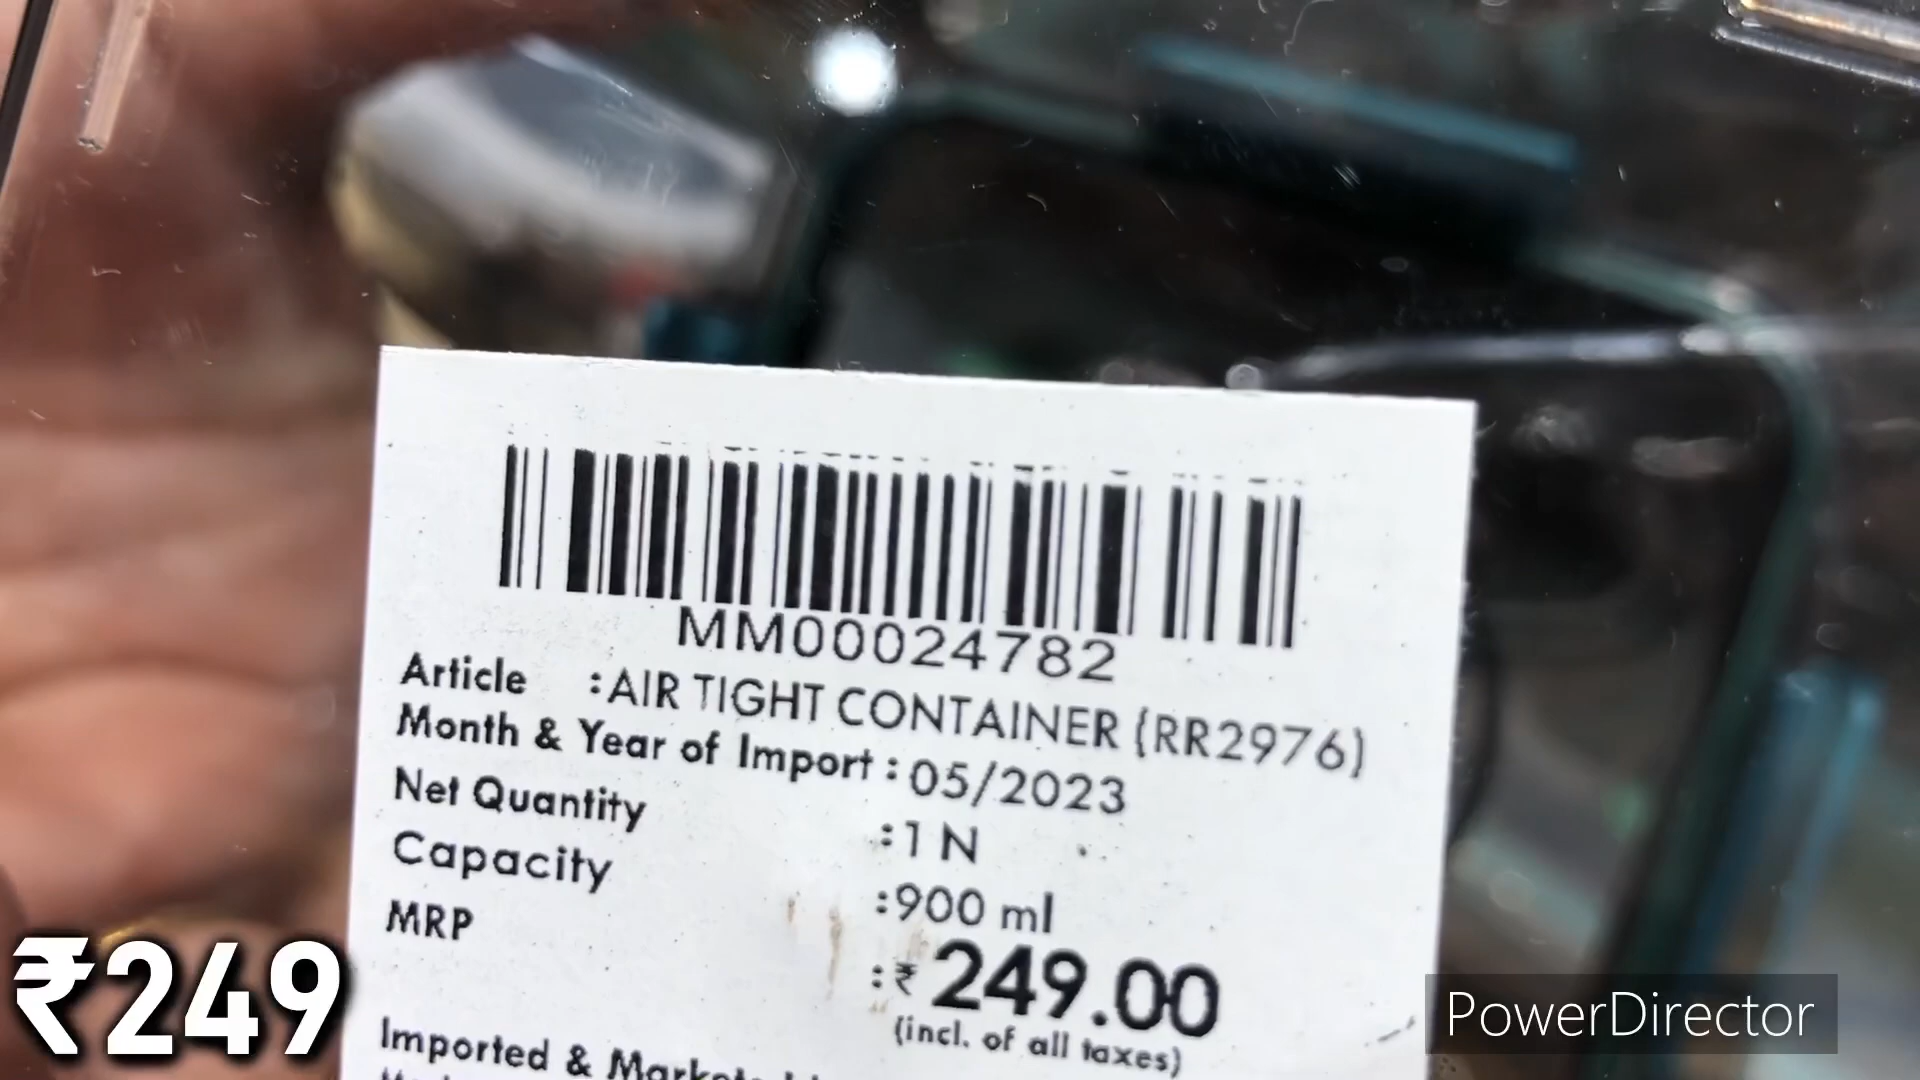 MM00024782
Article : AIR TIGHT CONTAINER (RR2976)
Month & Year of Import : 05/2023
Net Quantity : 1 N
Capacity : 900 ml
MRP : ₹ 249.00
(incl. of all taxes)
Imported &
₹249
PowerDirector